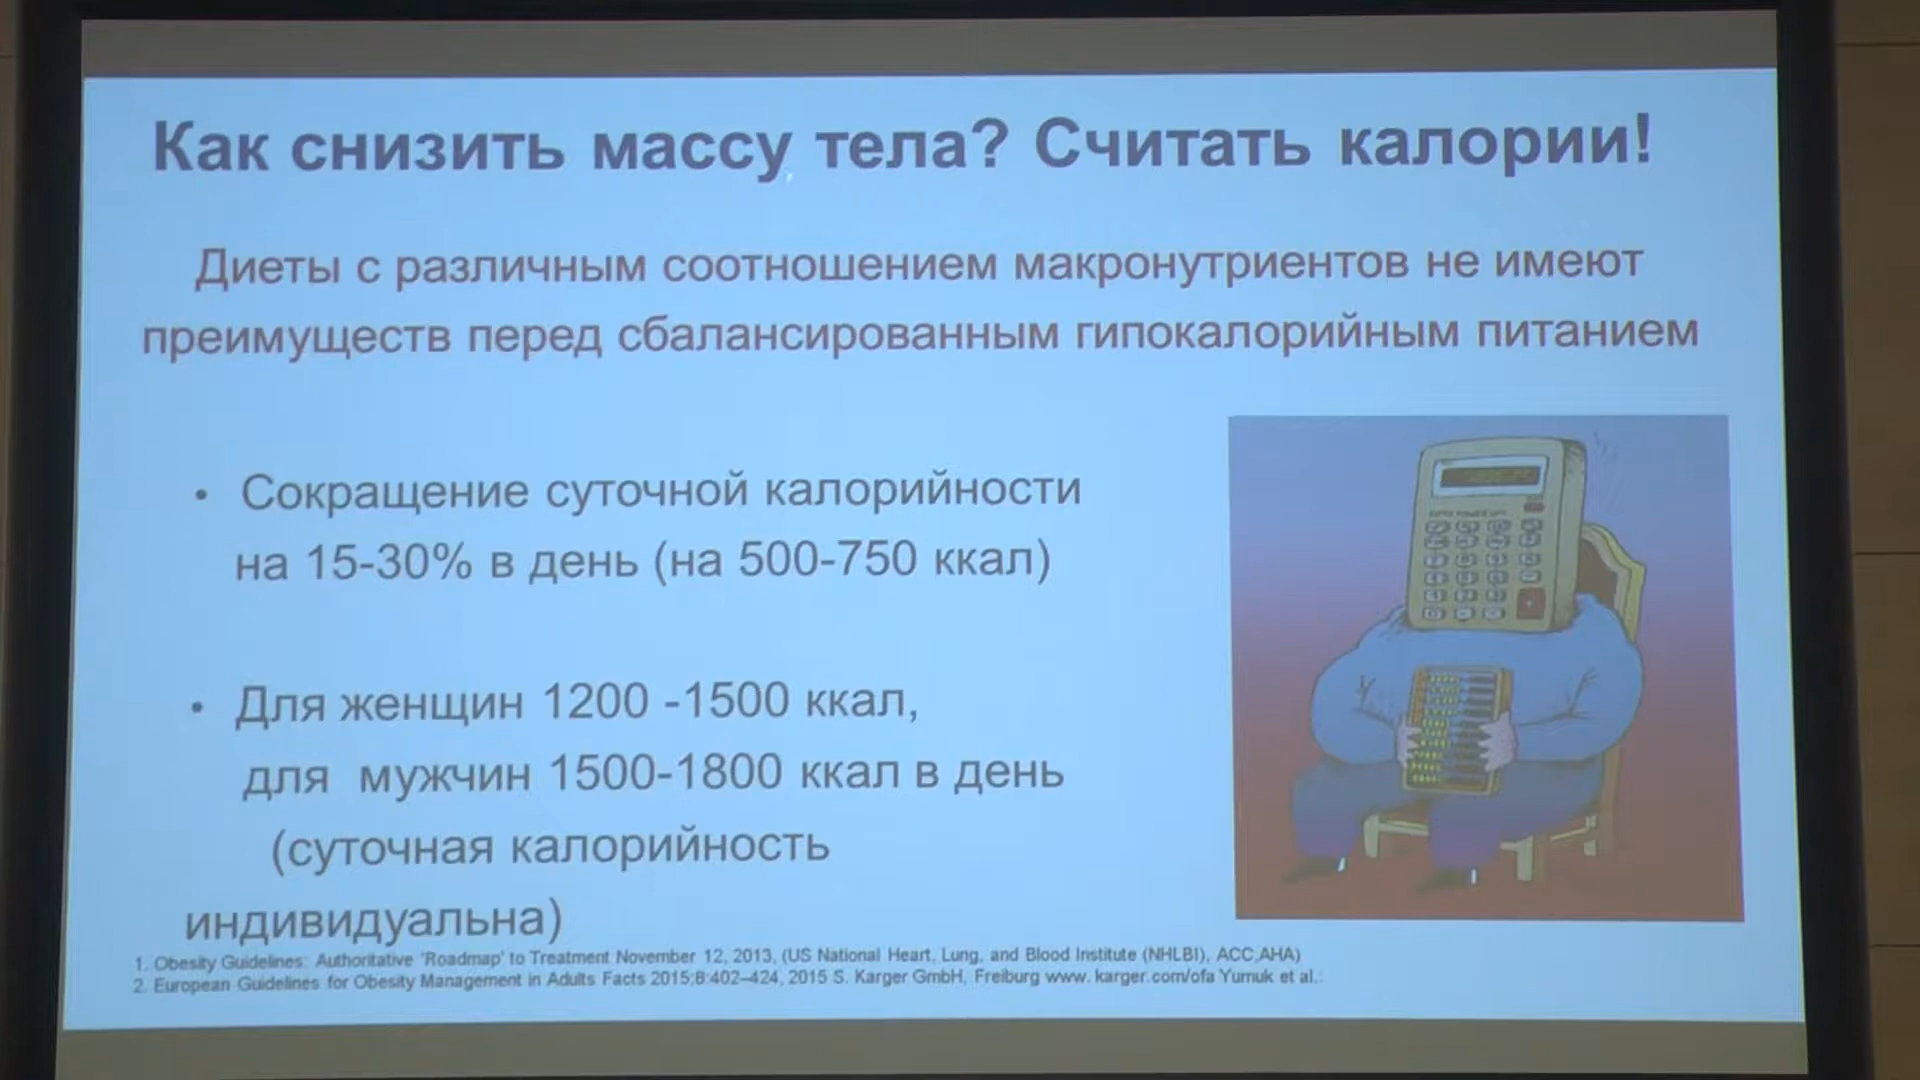 Как снизить массу тела? Считать калории!
Диеты с различным соотношением макронутриентов не имеют
преимуществ перед сбалансированным гипокалорийным питанием
• Сокращение суточной калорийности
на 15-30% в день (на 500-750 ккал)
• Для женщин 1200 -1500 ккал,
для мужчин 1500-1800 ккал в день
(суточная калорийность
индивидуальна)
1. Obesity Guidelines: Authoritative 'Roadmap' to Treatment November 12, 2013, (US National Heart, Lung, and Blood Institute (NHLBI), ACC,AHA)
2. European Guidelines for Obesity Management in Adults Facts 2015;8:402–424, 2015 S. Karger GmbH, Freiburg www.karger.com/ofa Yumuk et al.: